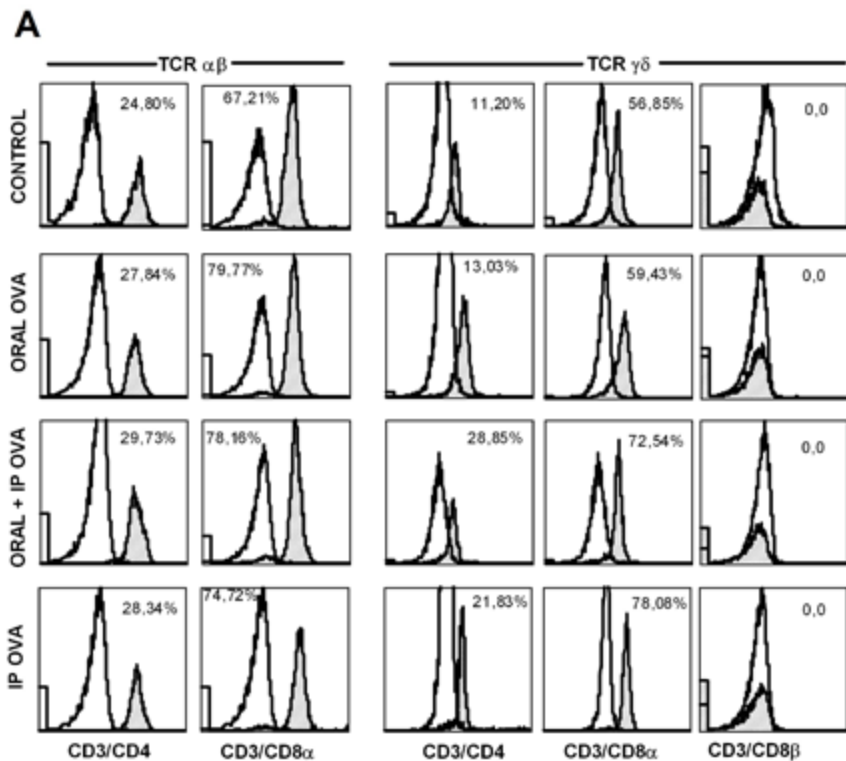 A
TCR αβ TCR γδ
CONTROL 24,80% 67,21% 11,20% 56,85% 0,0
ORAL OVA 27,84% 79,77% 13,03% 59,43% 0,0
ORAL + IP OVA 29,73% 78,16% 28,85% 72,54% 0,0
IP OVA 28,34% 74,72% 21,83% 78,08% 0,0
CD3/CD4 CD3/CD8α CD3/CD4 CD3/CD8α CD3/CD8β